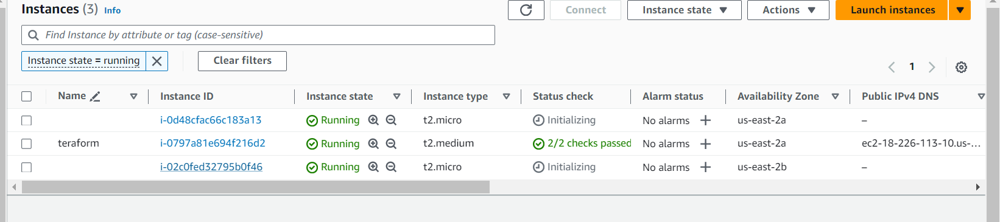 Instances (3) Info
Connect Instance state Actions Launch instances
Find Instance by attribute or tag (case-sensitive)
Instance state = running Clear filters
1
Name Instance ID Instance state Instance type Status check Alarm status Availability Zone Public IPv4 DNS
i-0d48cfac66c183a13 Running t2.micro Initializing No alarms us-east-2a –
teraform i-0797a81e694f216d2 Running t2.medium 2/2 checks passed No alarms us-east-2a ec2-18-226-113-10.us-...
i-02c0fed32795b0f46 Running t2.micro Initializing No alarms us-east-2b –